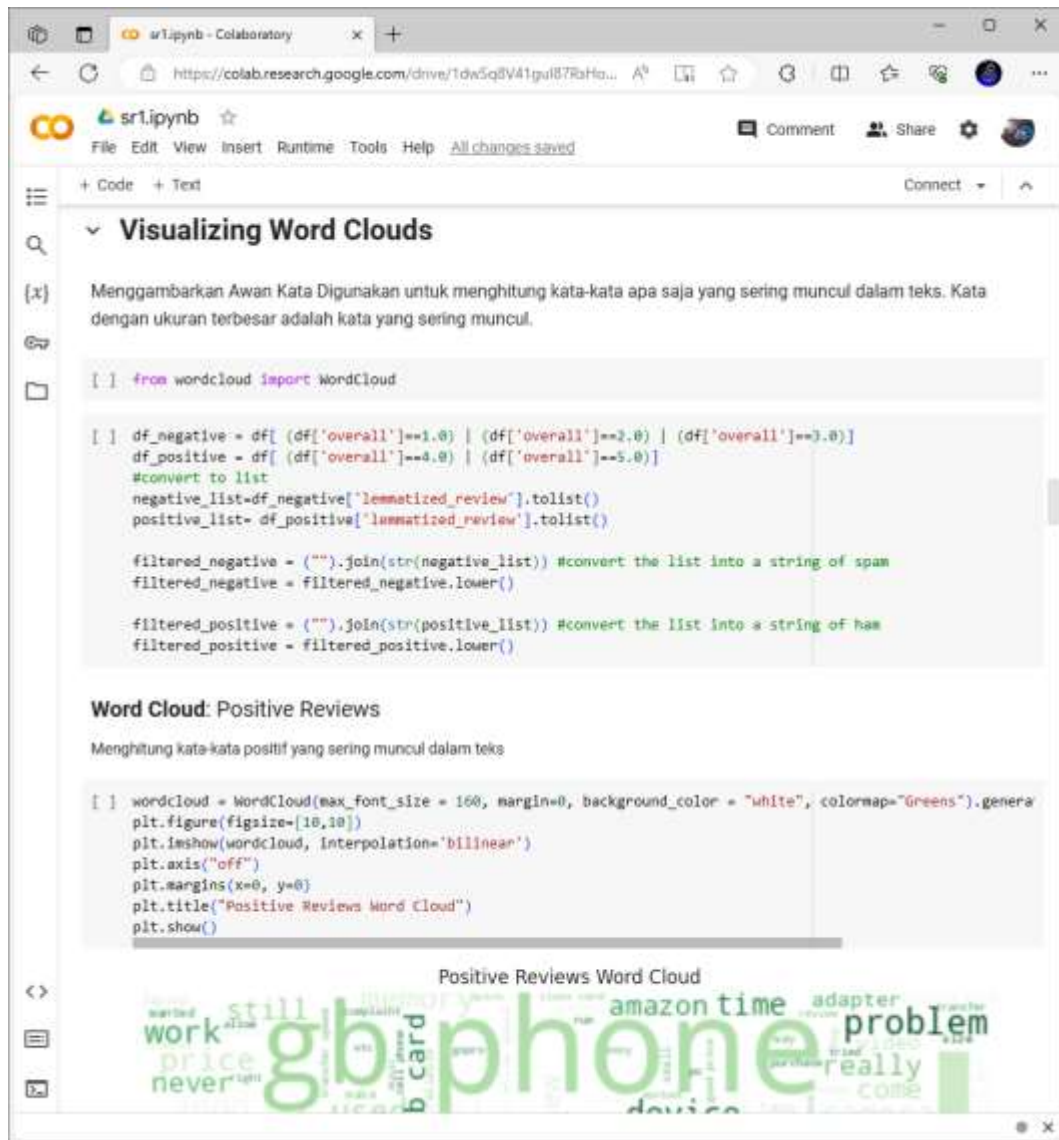 sr1.ipynb - Colaboratory
https://colab.research.google.com/drive/
sr1.ipynb
Comment
Share
File Edit View Insert Runtime Tools Help All changes saved
+ Code + Text
Connect
Visualizing Word Clouds
Menggambarkan Awan Kata Digunakan untuk menghitung kata-kata apa saja yang sering muncul dalam teks. Kata
dengan ukuran terbesar adalah kata yang sering muncul.
[ ] from wordcloud import WordCloud
[ ] df_negative = df[ (df['overall']==1.0) | (df['overall']==2.0) | (df['overall']==3.0)]
df_positive = df[ (df['overall']==4.0) | (df['overall']==5.0)]
#convert to list
negative_list=df_negative['lemmatized_review'].tolist()
positive_list= df_positive['lemmatized_review'].tolist()
filtered_negative = ("").join(str(negative_list)) #convert the list into a string of spam
filtered_negative = filtered_negative.lower()
filtered_positive = ("").join(str(positive_list)) #convert the list into a string of ham
filtered_positive = filtered_positive.lower()
Word Cloud: Positive Reviews
Menghitung kata-kata positif yang sering muncul dalam teks
[ ] wordcloud = WordCloud(max_font_size = 160, margin=0, background_color = "white", colormap="Greens").genera
plt.figure(figsize=[10,10])
plt.imshow(wordcloud, interpolation='bilinear')
plt.axis("off")
plt.margins(x=0, y=0)
plt.title("Positive Reviews Word Cloud")
plt.show()
Positive Reviews Word Cloud
wanted still memory amazon time adapter transfer
work gb phone problem
price b card video
never right really
used device come